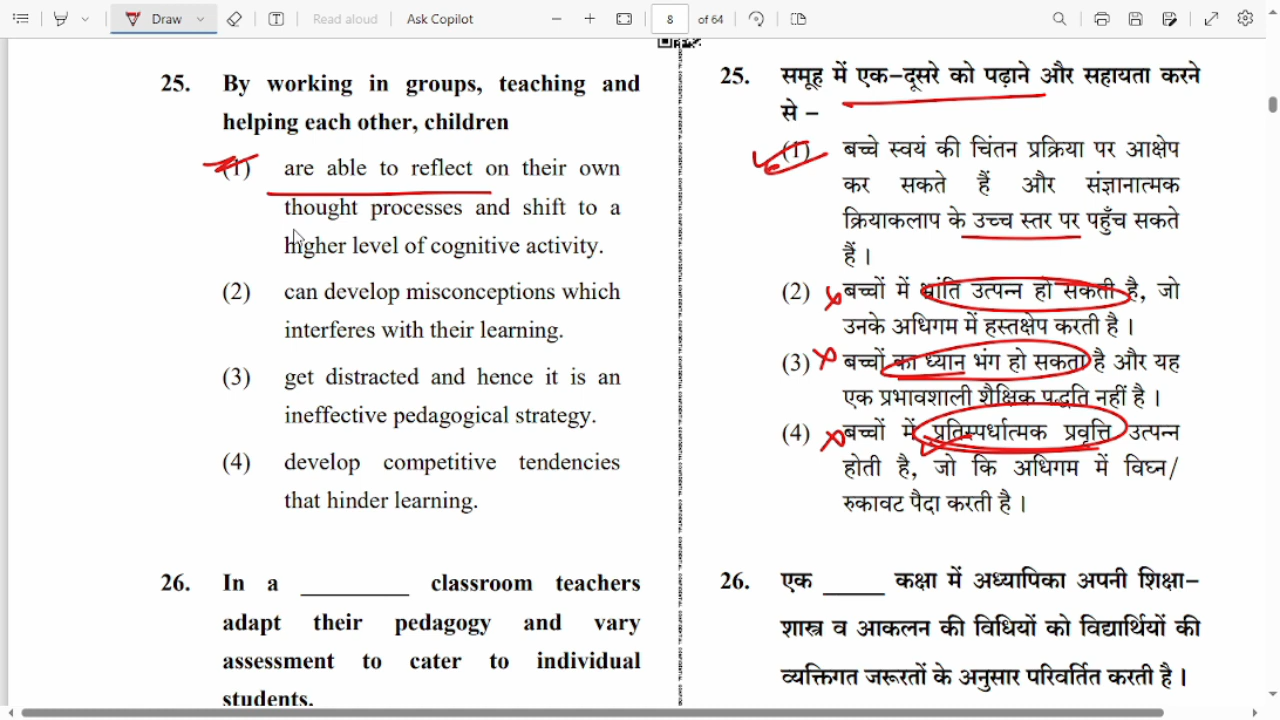 Draw
Read aloud
Ask Copilot
8
of 64
25. By working in groups, teaching and
helping each other, children
(1) are able to reflect on their own
thought processes and shift to a
higher level of cognitive activity.
(2) can develop misconceptions which
interferes with their learning.
(3) get distracted and hence it is an
ineffective pedagogical strategy.
(4) develop competitive tendencies
that hinder learning.
26. In a ________ classroom teachers
adapt their pedagogy and vary
assessment to cater to individual
students.
25. समूह में एक-दूसरे को पढ़ाने और सहायता करने
से –
(1) बच्चे स्वयं की चिंतन प्रक्रिया पर आक्षेप
कर सकते हैं और संज्ञानात्मक
क्रियाकलाप के उच्च स्तर पर पहुँच सकते
हैं ।
(2) बच्चों में भ्रांति उत्पन्न हो सकती है, जो
उनके अधिगम में हस्तक्षेप करती है ।
(3) बच्चों का ध्यान भंग हो सकता है और यह
एक प्रभावशाली शैक्षिक पद्धति नहीं है ।
(4) बच्चों में प्रतिस्पर्धात्मक प्रवृत्ति उत्पन्न
होती है, जो कि अधिगम में विघ्न/
रुकावट पैदा करती है ।
26. एक _____ कक्षा में अध्यापिका अपनी शिक्षा-
शास्त्र व आकलन की विधियों को विद्यार्थियों की
व्यक्तिगत जरूरतों के अनुसार परिवर्तित करती है ।